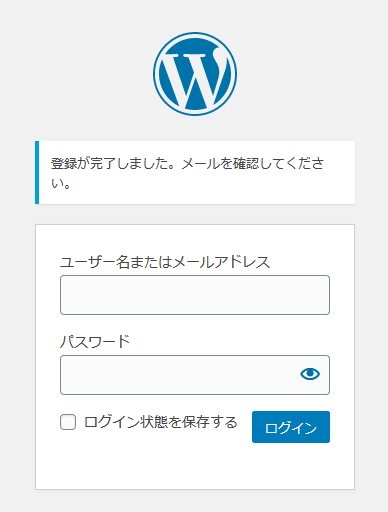 登録が完了しました。メールを確認してくださ
い。
ユーザー名またはメールアドレス
パスワード
ログイン状態を保存する
ログイン